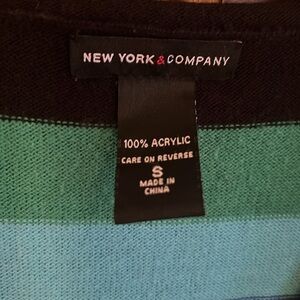 NEW YORK & COMPANY
100% ACRYLIC
CARE ON REVERSE
S
MADE IN
CHINA